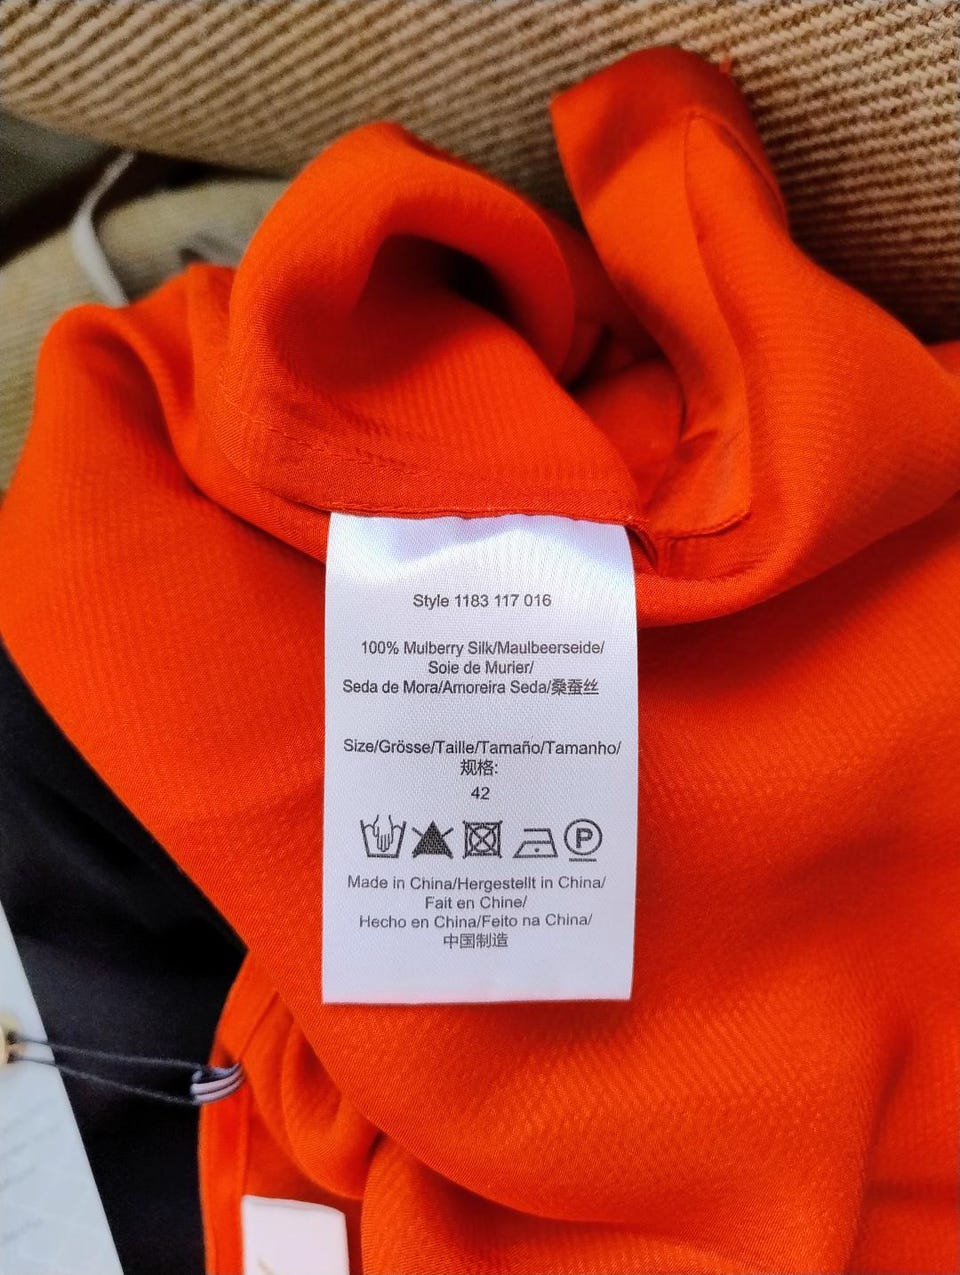 Style 1183 117 016
100% Mulberry Silk/Maulbeerseide/
Soie de Murier/
Seda de Mora/Amoreira Seda/桑蚕丝
Size/Grösse/Taille/Tamaño/Tamanho/
规格:
42
P
Made in China/Hergestellt in China/
Fait en Chine/
Hecho en China/Feito na China/
中国制造